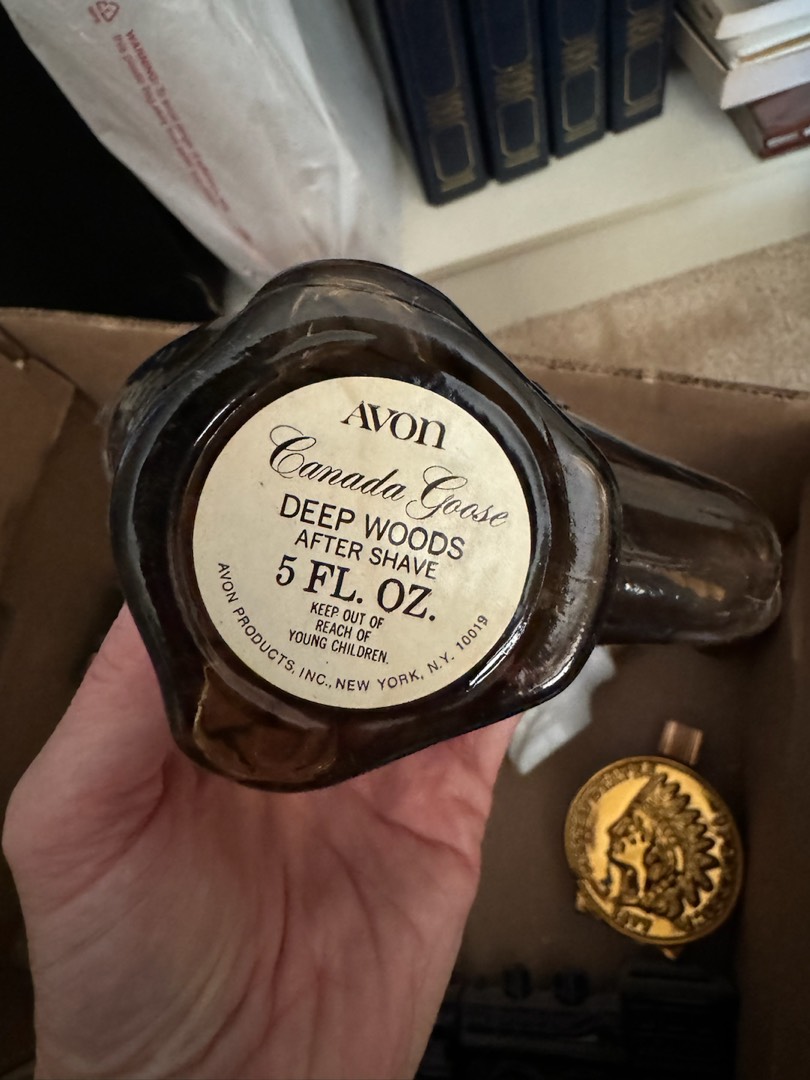 AVON
Canada Goose
DEEP WOODS
AFTER SHAVE
5 FL. OZ.
KEEP OUT OF
REACH OF
YOUNG CHILDREN.
AVON PRODUCTS, INC., NEW YORK, N.Y. 10019
WARNING: